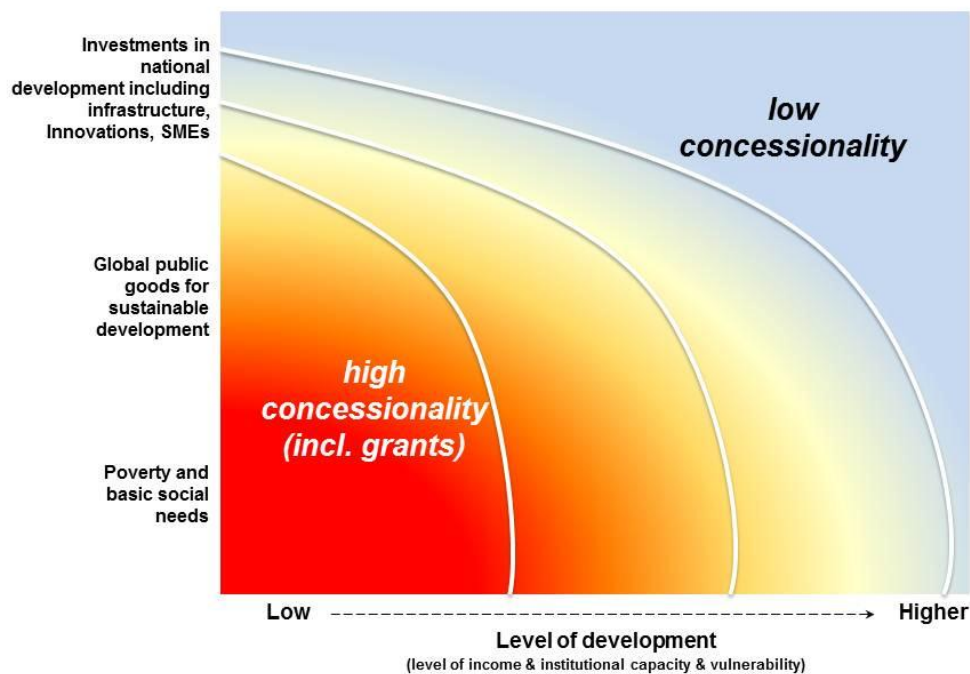 Investments in
national
development including
infrastructure,
Innovations, SMEs
low
concessionality
Global public
goods for
sustainable
development
high
concessionality
(incl. grants)
Poverty and
basic social
needs
Low
Higher
Level of development
(level of income & institutional capacity & vulnerability)